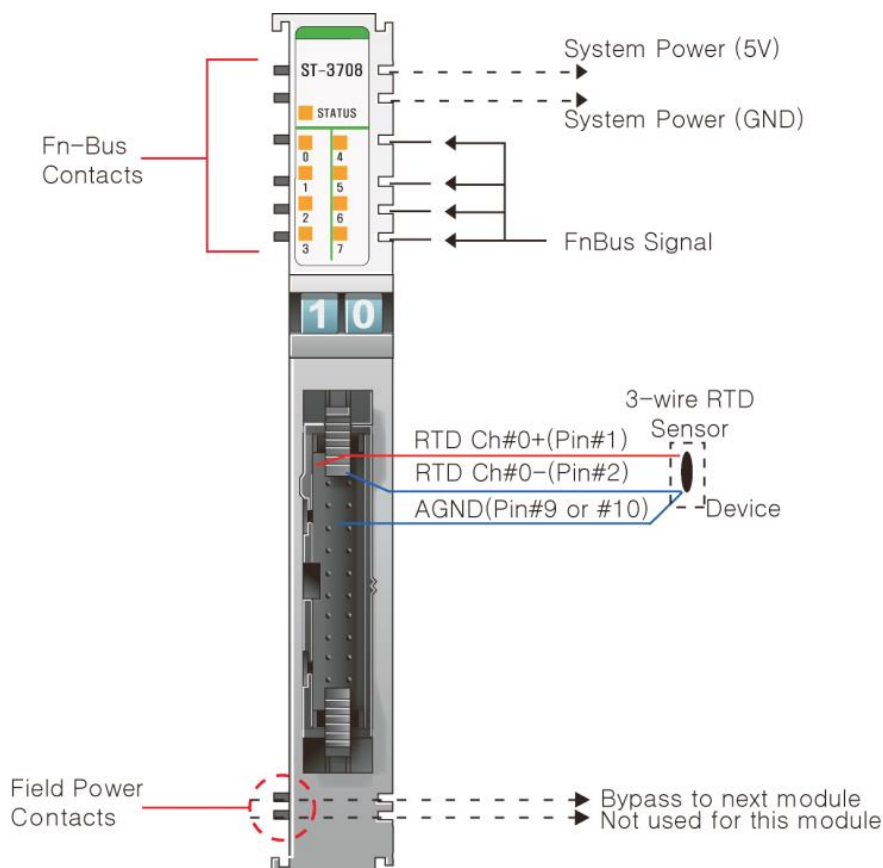 System Power (5V)
ST-3708
STATUS
System Power (GND)
Fn-Bus
Contacts
0 4
1 5
2 6
3 7
FnBus Signal
1 0
3-wire RTD
Sensor
RTD Ch#0+(Pin#1)
RTD Ch#0-(Pin#2)
AGND(Pin#9 or #10)
Device
Field Power
Contacts
Bypass to next module
Not used for this module